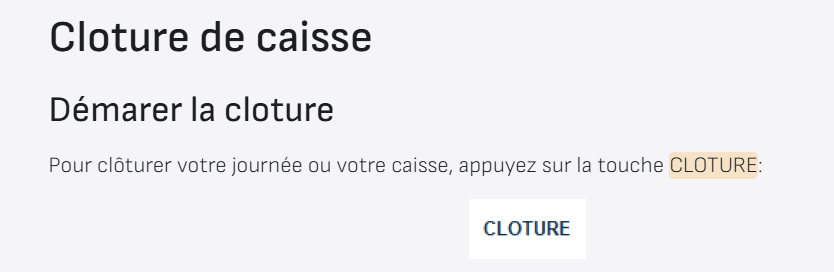 Cloture de caisse
Démarer la cloture
Pour clôturer votre journée ou votre caisse, appuyez sur la touche CLOTURE:
CLOTURE